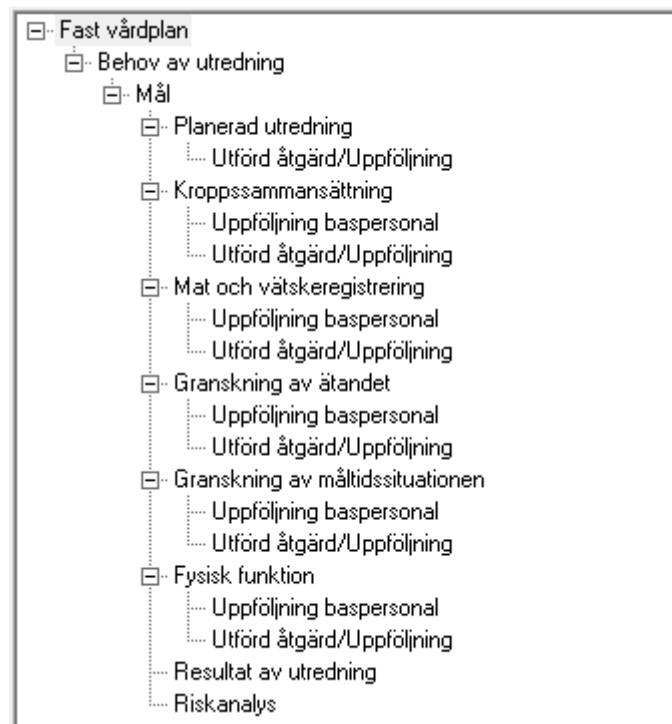 Fast vårdplan
Behov av utredning
Mål
Planerad utredning
Utförd åtgärd/Uppföljning
Kroppssammansättning
Uppföljning baspersonal
Utförd åtgärd/Uppföljning
Mat och vätskeregistrering
Uppföljning baspersonal
Utförd åtgärd/Uppföljning
Granskning av ätandet
Uppföljning baspersonal
Utförd åtgärd/Uppföljning
Granskning av måltidssituationen
Uppföljning baspersonal
Utförd åtgärd/Uppföljning
Fysisk funktion
Uppföljning baspersonal
Utförd åtgärd/Uppföljning
Resultat av utredning
Riskanalys